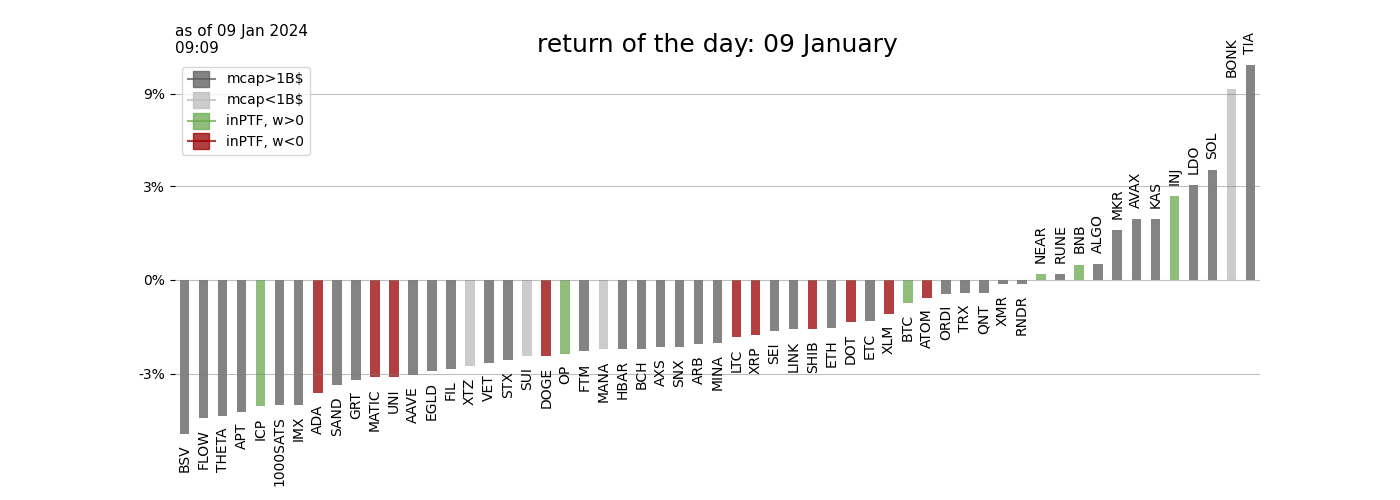 as of 09 Jan 2024
09:09
return of the day: 09 January
mcap>1B$
mcap<1B$
inPTF, w>0
inPTF, w<0
9%
3%
0%
-3%
BSV
FLOW
THETA
APT
ICP
1000SATS
IMX
ADA
SAND
GRT
MATIC
UNI
AAVE
EGLD
FIL
XTZ
VET
STX
SUI
DOGE
OP
FTM
MANA
HBAR
BCH
AXS
SNX
ARB
MINA
LTC
XRP
SEI
LINK
SHIB
ETH
DOT
ETC
XLM
BTC
ATOM
ORDI
TRX
QNT
XMR
RNDR
NEAR
RUNE
BNB
ALGO
MKR
AVAX
KAS
INJ
LDO
SOL
BONK
TIA